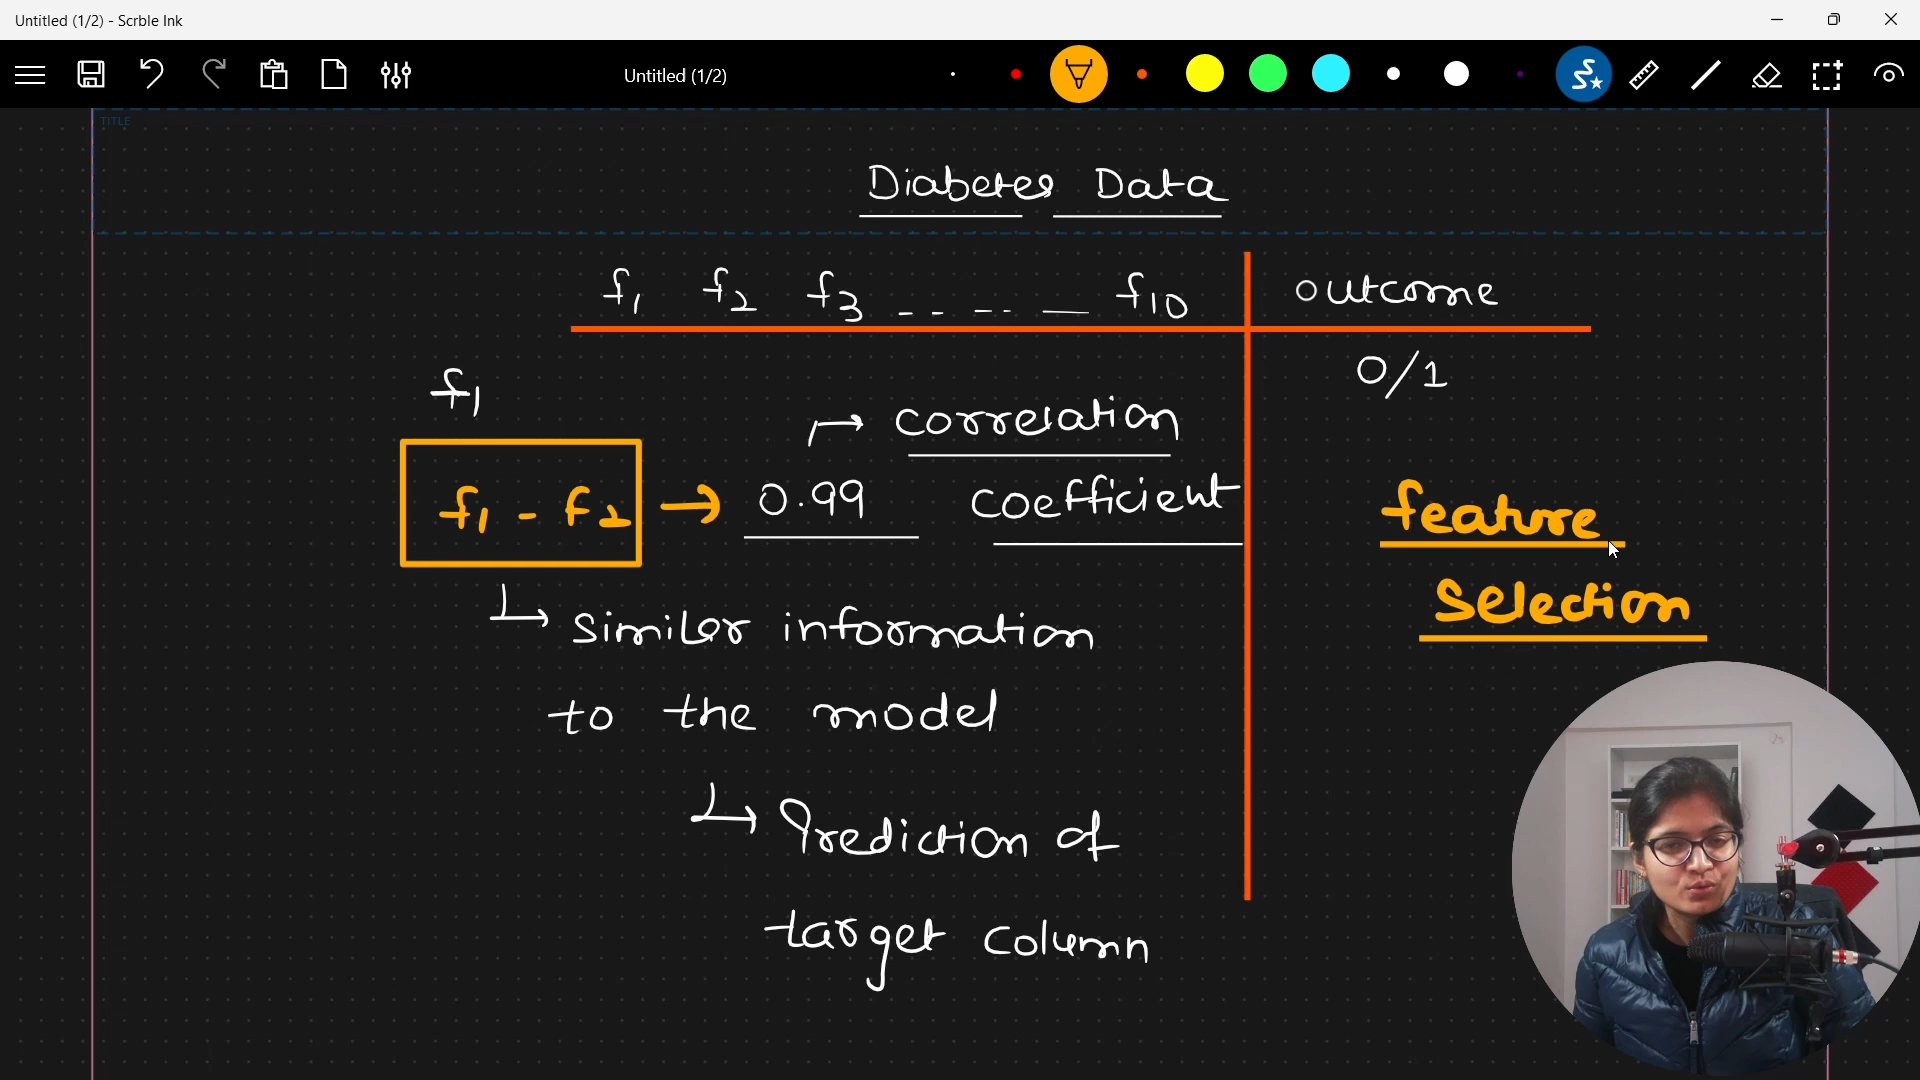 Untitled (1/2) - Scrble Ink
Untitled (1/2)
TITLE
Diabetes Data
f1 f2 f3 -- -- — f10 outcome
0/1
f1
↱ correlation
f1 - f2 → 0.99 coefficient
feature
selection
↳ similer information
to the model
↳ Prediction of
target column